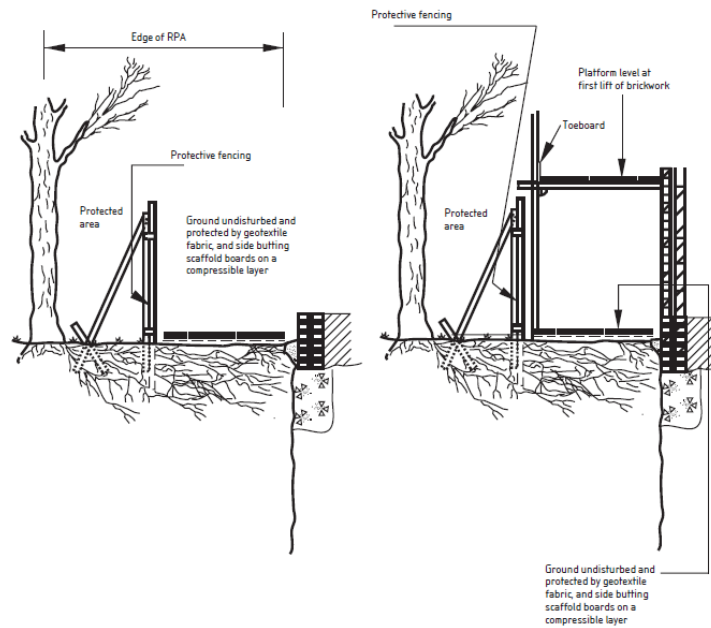 Edge of RPA
Protective fencing
Protected
area
Ground undisturbed and
protected by geotextile
fabric, and side butting
scaffold boards on a
compressible layer
Protective fencing
Platform level at
first lift of brickwork
Toeboard
Protected
area
Ground undisturbed and
protected by geotextile
fabric, and side butting
scaffold boards on a
compressible layer